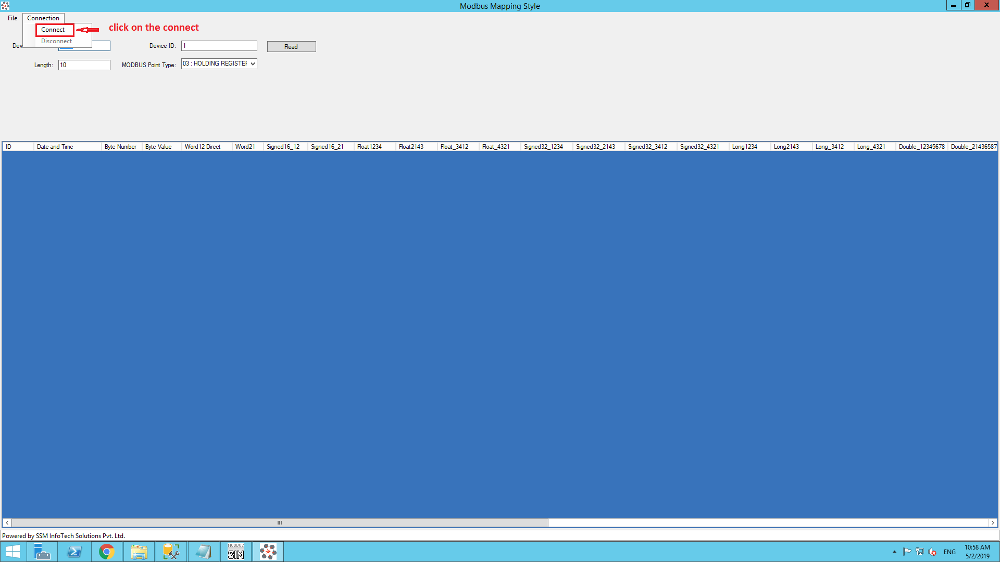 Modbus Mapping Style
File Connection
Connect click on the connect
Disconnect
Dev Device ID: 1 Read
Length: 10 MODBUS Point Type: 03 : HOLDING REGISTER
ID Date and Time Byte Number Byte Value Word12 Direct Word21 Signed16_12 Signed16_21 Float1234 Float2143 Float_3412 Float_4321 Signed32_1234 Signed32_2143 Signed32_3412 Signed32_4321 Long1234 Long2143 Long_3412 Long_4321 Double_12345678 Double_21436587
Powered by SSM InfoTech Solutions Pvt. Ltd.
MODBUS
SIM
ENG
10:58 AM
5/2/2019